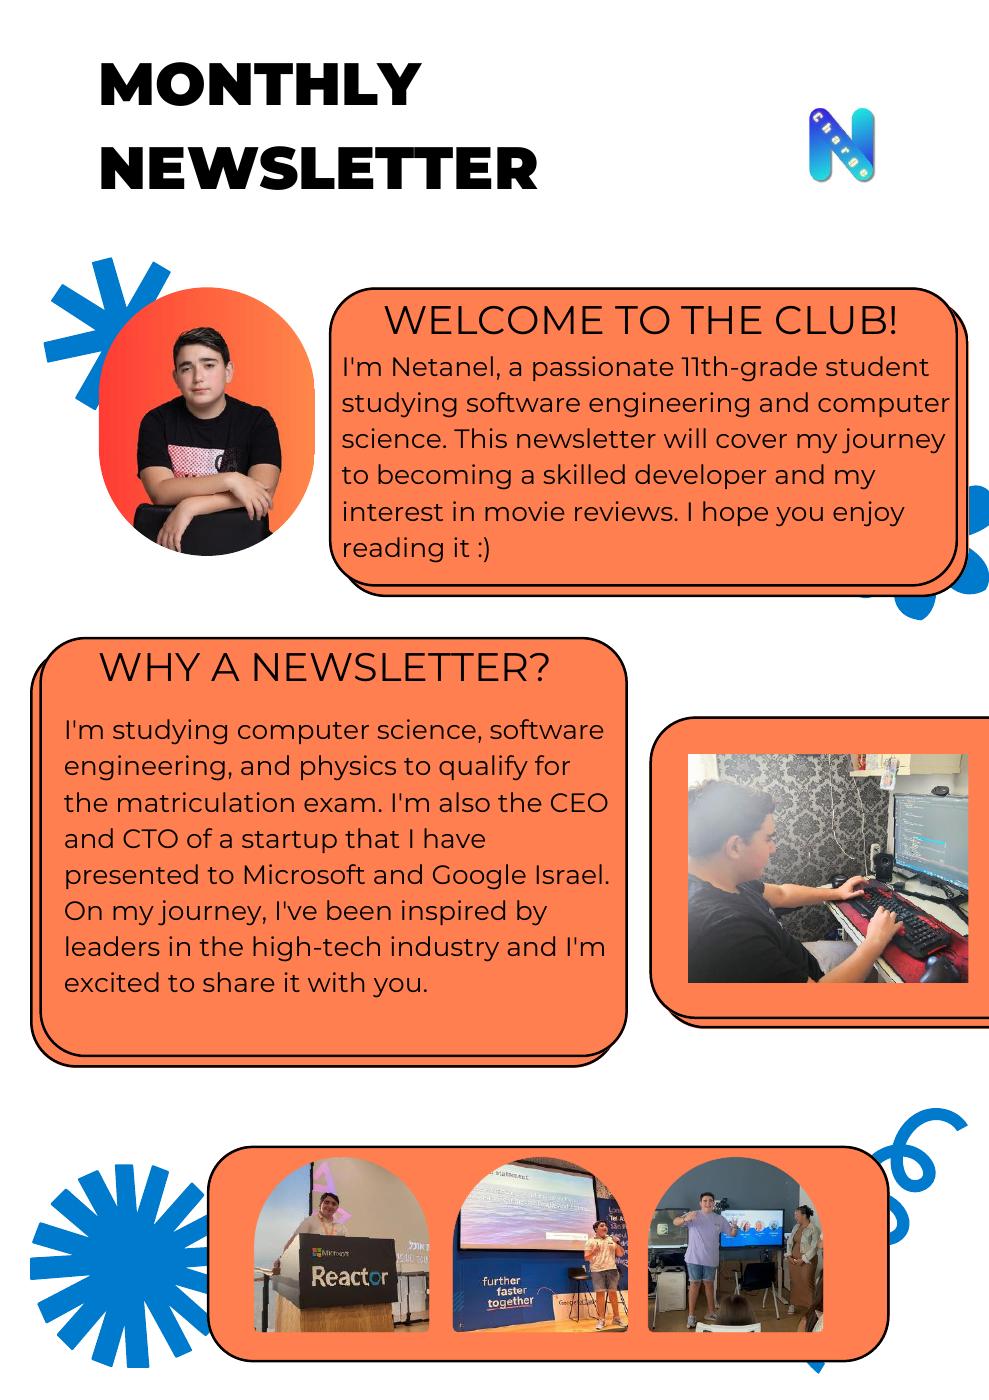 MONTHLY
NEWSLETTER
Charge
WELCOME TO THE CLUB!
I'm Netanel, a passionate 11th-grade student
studying software engineering and computer
science. This newsletter will cover my journey
to becoming a skilled developer and my
interest in movie reviews. I hope you enjoy
reading it :)
WHY A NEWSLETTER?
I'm studying computer science, software
engineering, and physics to qualify for
the matriculation exam. I'm also the CEO
and CTO of a startup that I have
presented to Microsoft and Google Israel.
On my journey, I've been inspired by
leaders in the high-tech industry and I'm
excited to share it with you.
Microsoft
Reactor
further
faster
together